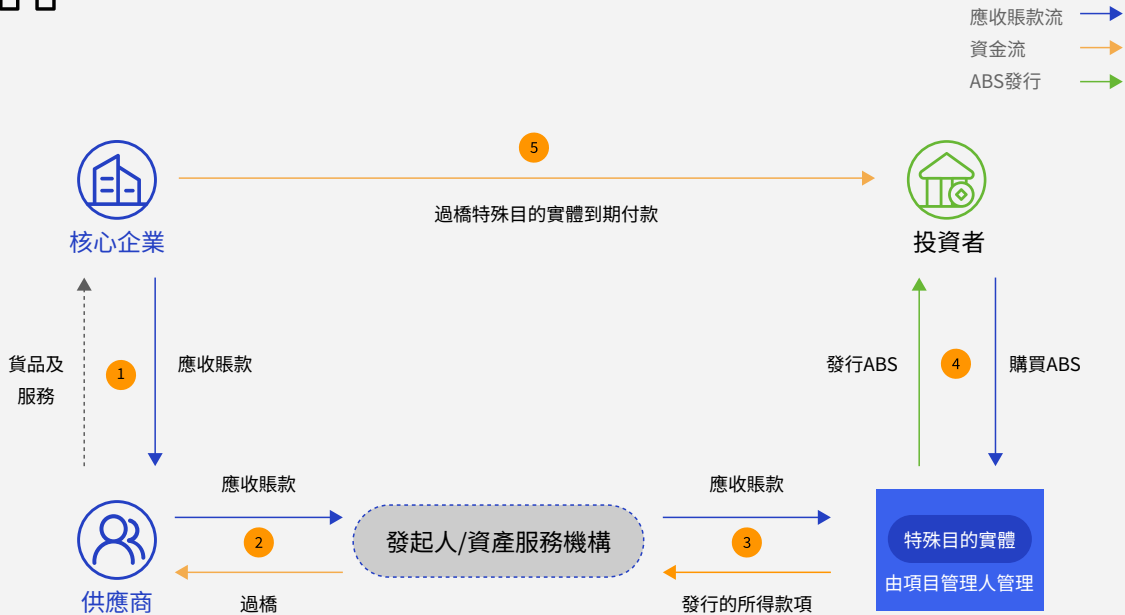 應收賬款流
資金流
ABS發行
5
過橋特殊目的實體到期付款
核心企業
投資者
貨品及
服務
1
應收賬款
發行ABS
4
購買ABS
應收賬款
應收賬款
2
發起人/資產服務機構
3
特殊目的實體
由項目管理人管理
供應商
過橋
發行的所得款項